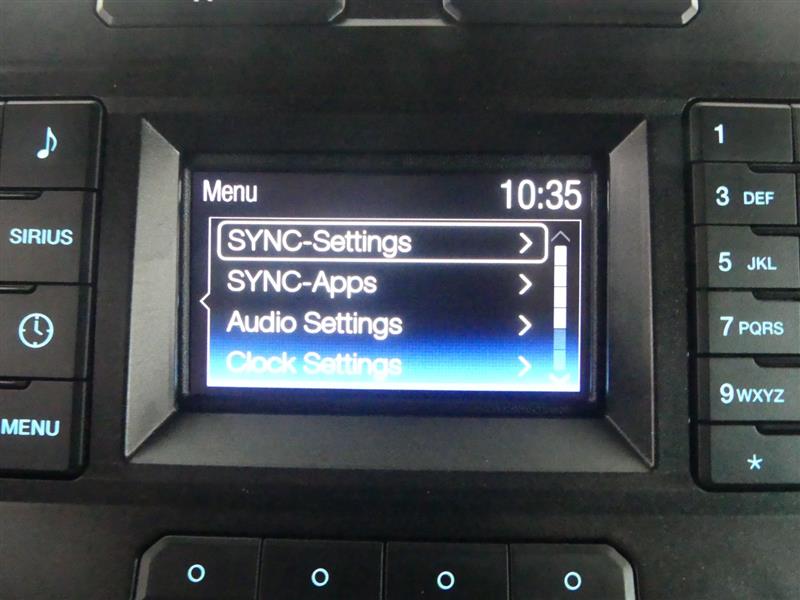 Menu 10:35
SYNC-Settings
SYNC-Apps
Audio Settings
Clock Settings
SIRIUS
MENU
1
3 DEF
5 JKL
7 PQRS
9 WXYZ
*